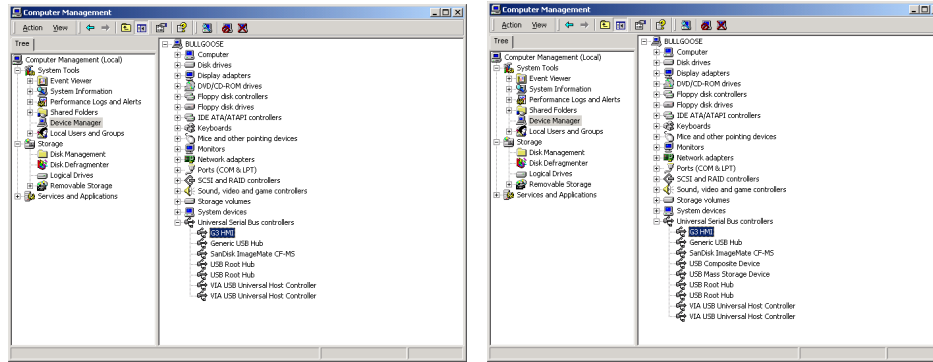 Computer Management
Action View
Tree
Computer Management (Local)
System Tools
Event Viewer
System Information
Performance Logs and Alerts
Shared Folders
Device Manager
Local Users and Groups
Storage
Disk Management
Disk Defragmenter
Logical Drives
Removable Storage
Services and Applications
BULLGOOSE
Computer
Disk drives
Display adapters
DVD/CD-ROM drives
Floppy disk controllers
Floppy disk drives
IDE ATA/ATAPI controllers
Keyboards
Mice and other pointing devices
Monitors
Network adapters
Ports (COM & LPT)
SCSI and RAID controllers
Sound, video and game controllers
Storage volumes
System devices
Universal Serial Bus controllers
G3 HMI
Generic USB Hub
SanDisk ImageMate CF-MS
USB Root Hub
USB Root Hub
VIA USB Universal Host Controller
VIA USB Universal Host Controller
Computer Management
Action View
Tree
Computer Management (Local)
System Tools
Event Viewer
System Information
Performance Logs and Alerts
Shared Folders
Device Manager
Local Users and Groups
Storage
Disk Management
Disk Defragmenter
Logical Drives
Removable Storage
Services and Applications
BULLGOOSE
Computer
Disk drives
Display adapters
DVD/CD-ROM drives
Floppy disk controllers
Floppy disk drives
IDE ATA/ATAPI controllers
Keyboards
Mice and other pointing devices
Monitors
Network adapters
Ports (COM & LPT)
SCSI and RAID controllers
Sound, video and game controllers
Storage volumes
System devices
Universal Serial Bus controllers
G3 HMI
Generic USB Hub
SanDisk ImageMate CF-MS
USB Composite Device
USB Mass Storage Device
USB Root Hub
USB Root Hub
VIA USB Universal Host Controller
VIA USB Universal Host Controller